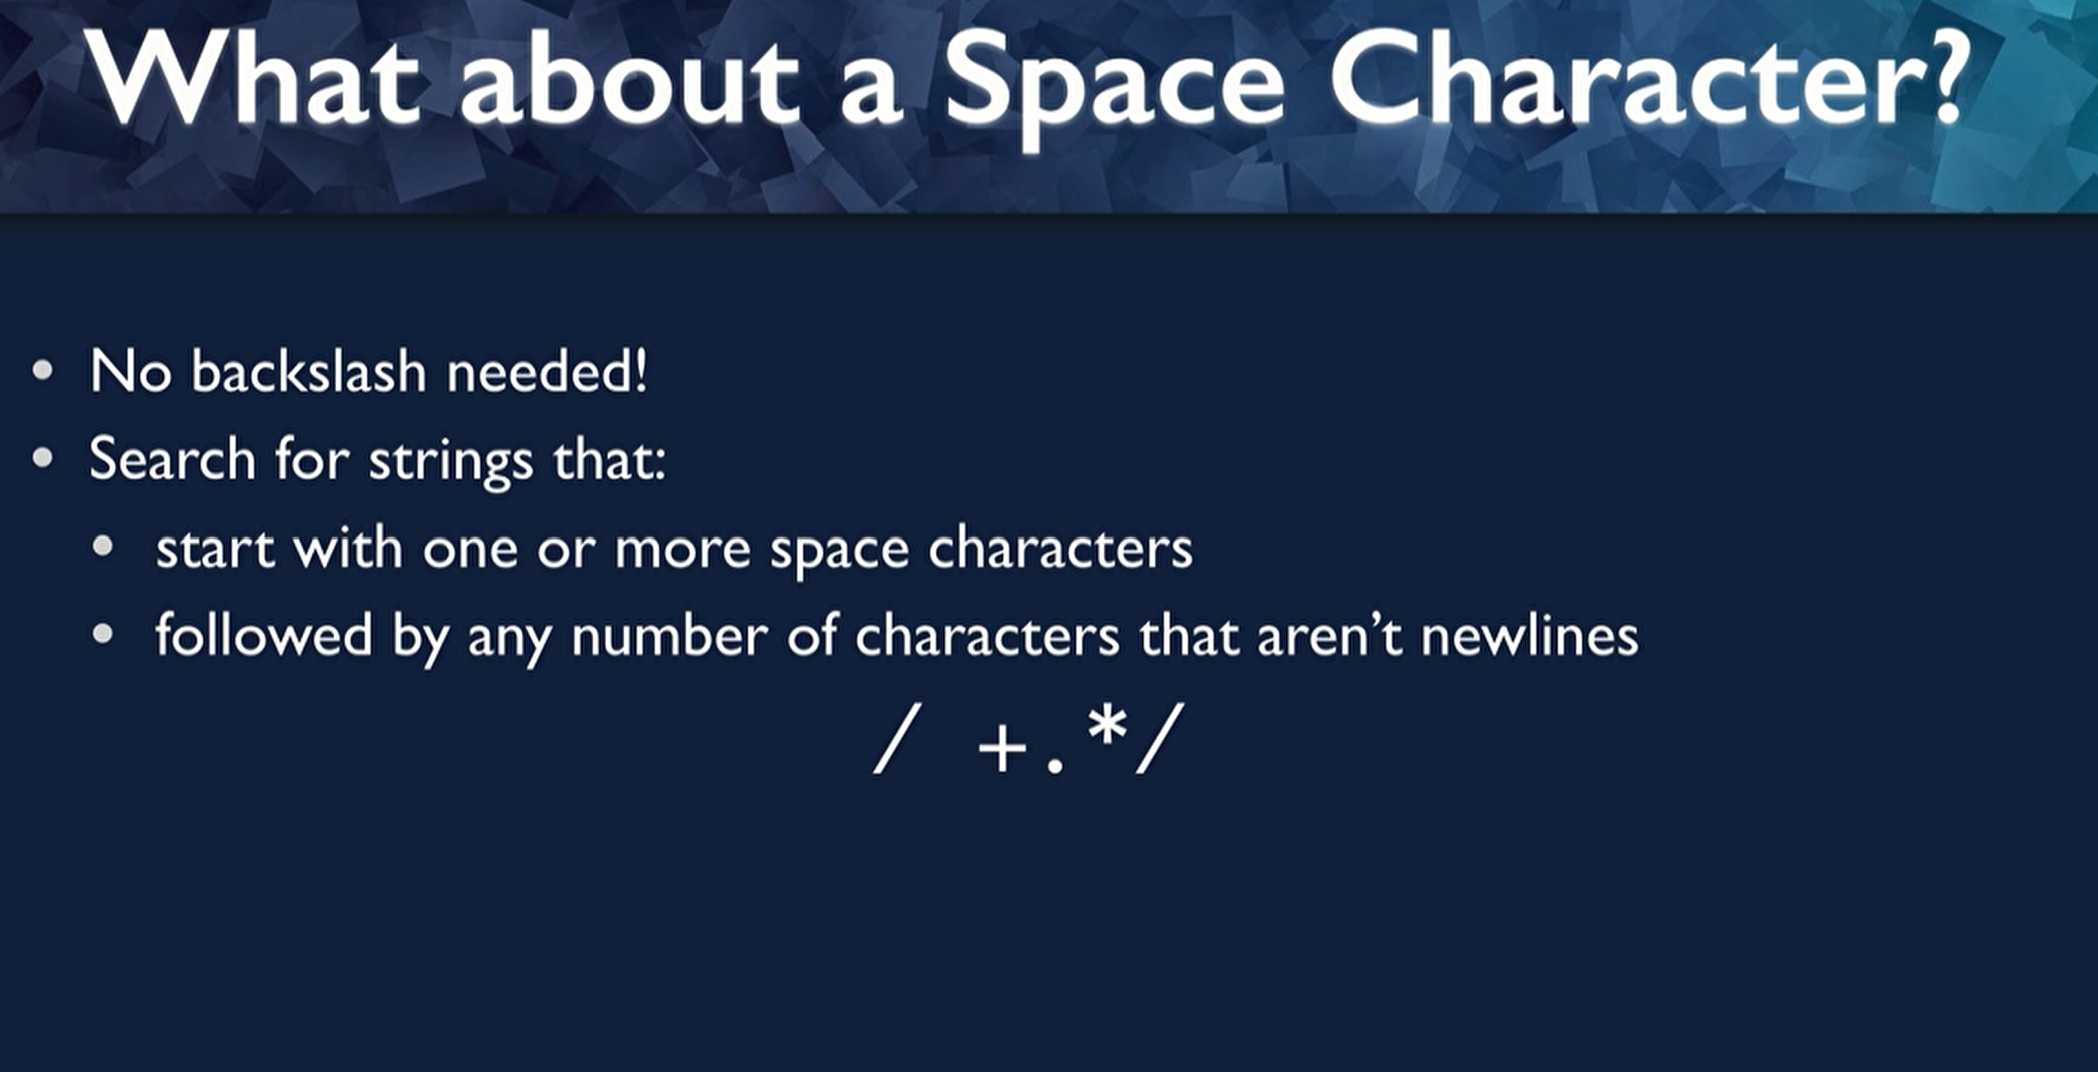 What about a Space Character?
• No backslash needed!
• Search for strings that:
• start with one or more space characters
• followed by any number of characters that aren’t newlines
/ +.*/